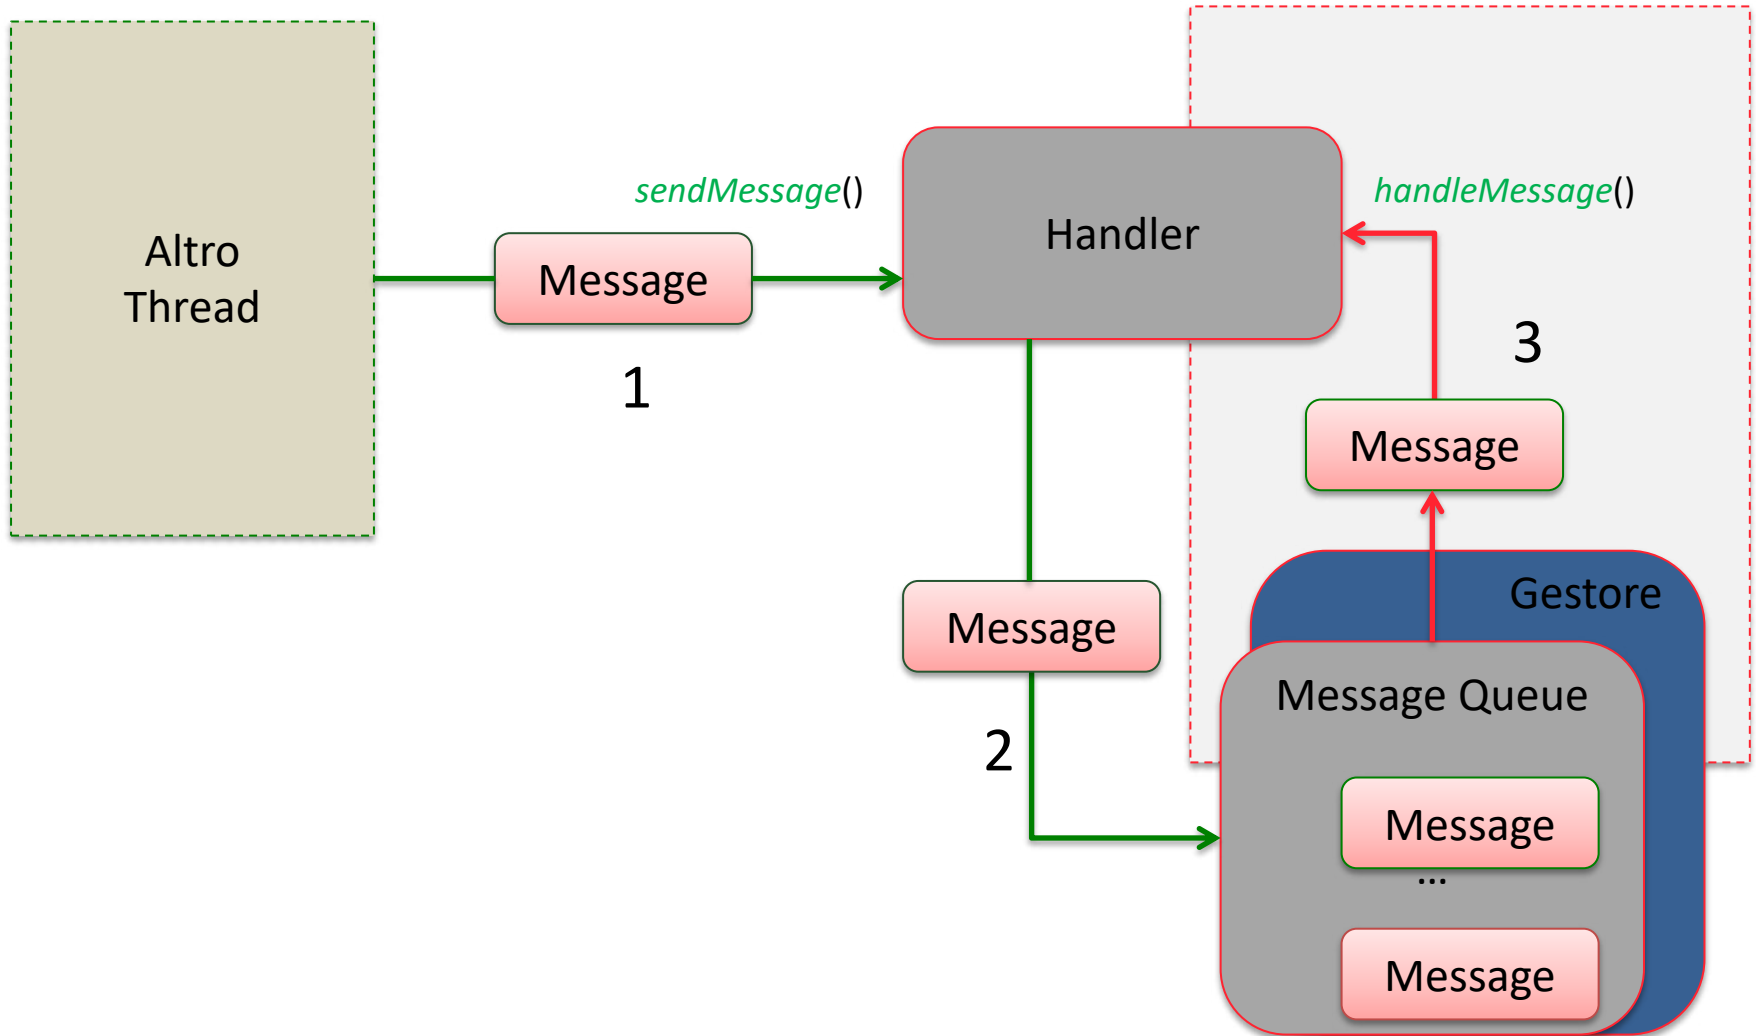 Altro
Thread
sendMessage()
Message
1
Handler
handleMessage()
3
Message
Message
2
Gestore
Message Queue
Message
...
Message